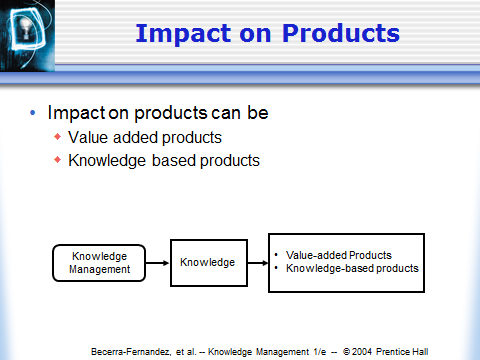 Impact on Products
• Impact on products can be
Value added products
Knowledge based products
Knowledge
Management
Knowledge
• Value-added Products
• Knowledge-based products
Becerra-Fernandez, et al. -- Knowledge Management 1/e -- © 2004 Prentice Hall